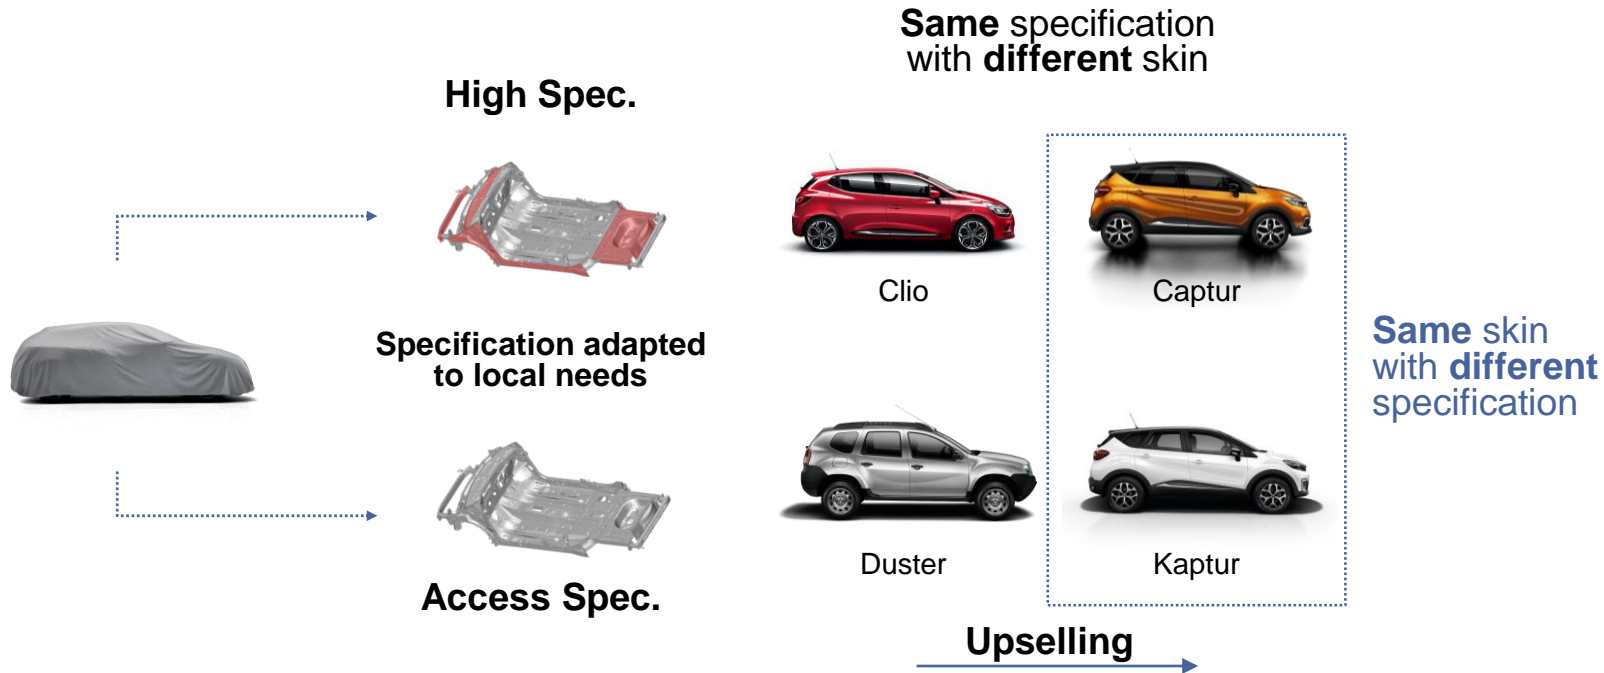 Same specification
with different skin
High Spec.
Clio
Captur
Specification adapted
to local needs
Same skin
with different
specification
Duster
Kaptur
Access Spec.
Upselling